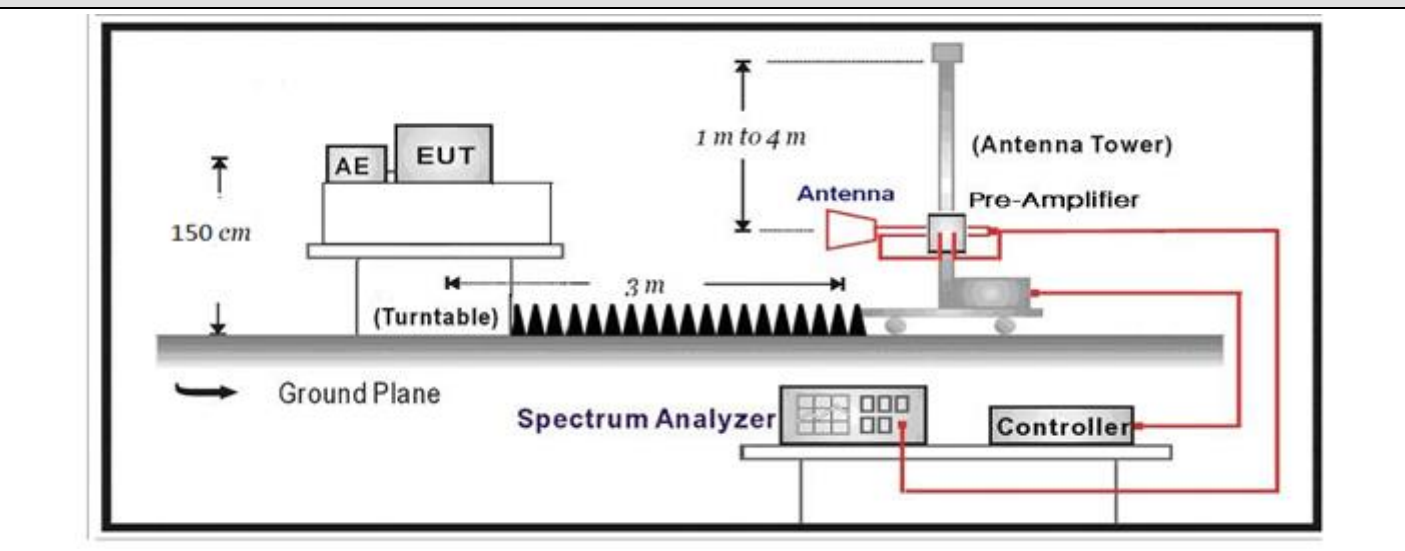 1 m to 4 m
(Antenna Tower)
AE
EUT
Antenna
Pre-Amplifier
150 cm
3 m
(Turntable)
Ground Plane
Spectrum Analyzer
Controller